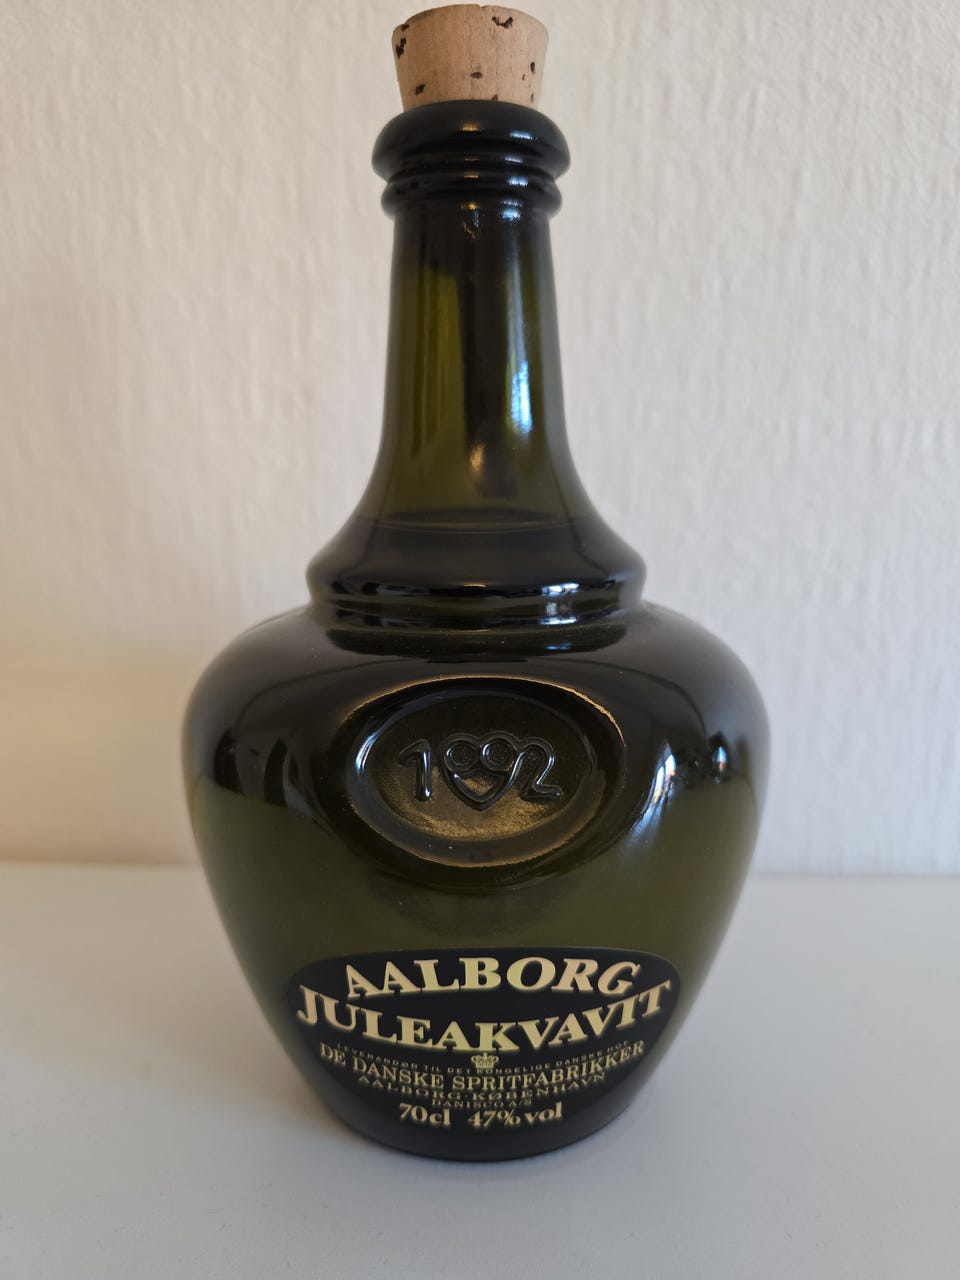 1992
AALBORG
JULEAKVAVIT
LEVERANDØR TIL DET KONGELIGE DANSKE HOF
DE DANSKE SPRITFABRIKKER
AALBORG · KØBENHAVN
DANISCO A/S
70cl 47% vol